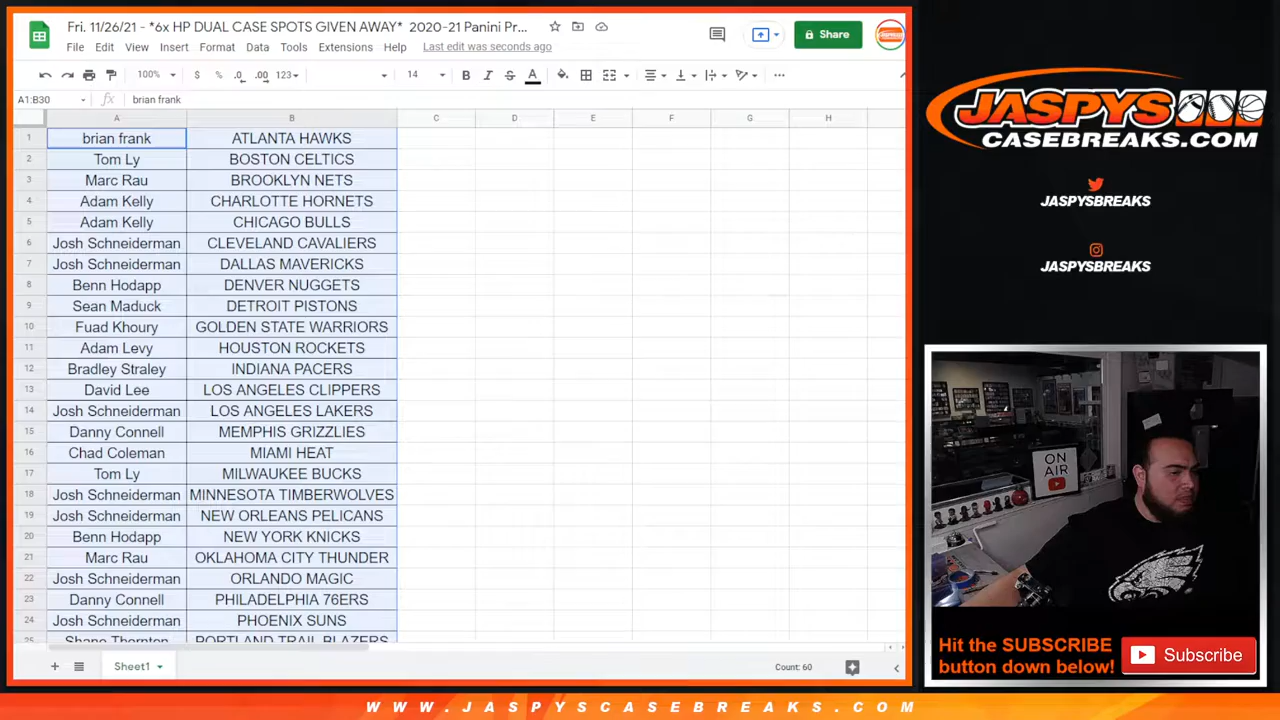 Fri. 11/26/21 - *6x HP DUAL CASE SPOTS GIVEN AWAY* 2020-21 Panini Pr...
File Edit View Insert Format Data Tools Extensions Help Last edit was seconds ago
Share
100% $ % .0 .00 123 14 B I S A
A1:B30 fx brian frank
A B C D E F G H
1 brian frank ATLANTA HAWKS
2 Tom Ly BOSTON CELTICS
3 Marc Rau BROOKLYN NETS
4 Adam Kelly CHARLOTTE HORNETS
5 Adam Kelly CHICAGO BULLS
6 Josh Schneiderman CLEVELAND CAVALIERS
7 Josh Schneiderman DALLAS MAVERICKS
8 Benn Hodapp DENVER NUGGETS
9 Sean Maduck DETROIT PISTONS
10 Fuad Khoury GOLDEN STATE WARRIORS
11 Adam Levy HOUSTON ROCKETS
12 Bradley Straley INDIANA PACERS
13 David Lee LOS ANGELES CLIPPERS
14 Josh Schneiderman LOS ANGELES LAKERS
15 Danny Connell MEMPHIS GRIZZLIES
16 Chad Coleman MIAMI HEAT
17 Tom Ly MILWAUKEE BUCKS
18 Josh Schneiderman MINNESOTA TIMBERWOLVES
19 Josh Schneiderman NEW ORLEANS PELICANS
20 Benn Hodapp NEW YORK KNICKS
21 Marc Rau OKLAHOMA CITY THUNDER
22 Josh Schneiderman ORLANDO MAGIC
23 Danny Connell PHILADELPHIA 76ERS
24 Josh Schneiderman PHOENIX SUNS
25 Shane Thornton PORTLAND TRAIL BLAZERS
Sheet1
Count: 60
JASPYS
CASEBREAKS.COM
JASPYSBREAKS
JASPYSBREAKS
ON
AIR
Hit the SUBSCRIBE
button down below!
Subscribe
WWW.JASPYSCASEBREAKS.COM